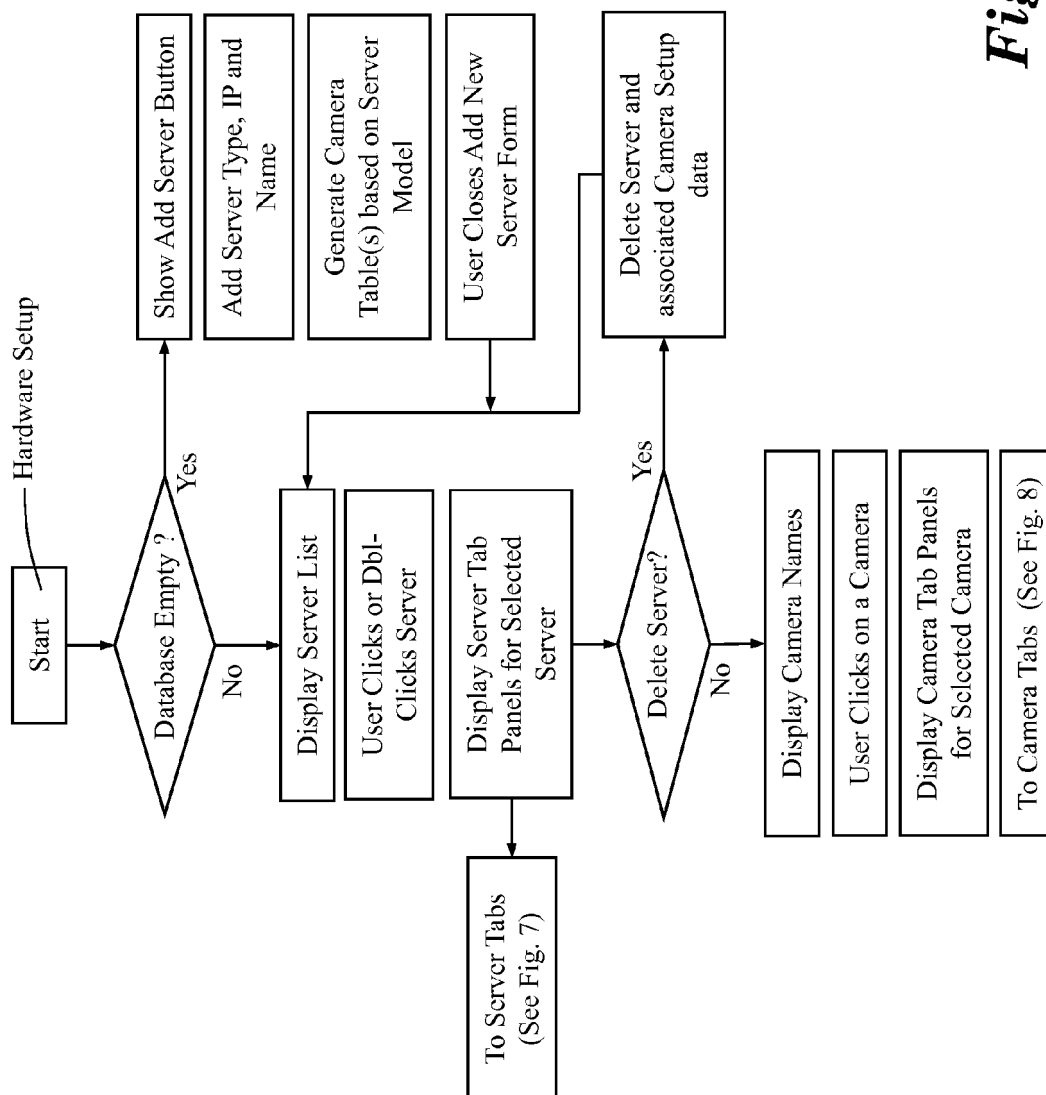 Hardware Setup
Start
Database Empty ?
Yes
No
Show Add Server Button
Add Server Type, IP and
Name
Generate Camera
Table(s) based on Server
Model
User Closes Add New
Server Form
Display Server List
User Clicks or Dbl-
Clicks Server
Display Server Tab
Panels for Selected
Server
To Server Tabs
(See Fig. 7)
Delete Server?
Yes
No
Delete Server and
associated Camera Setup
data
Display Camera Names
User Clicks on a Camera
Display Camera Tab Panels
for Selected Camera
To Camera Tabs (See Fig. 8)